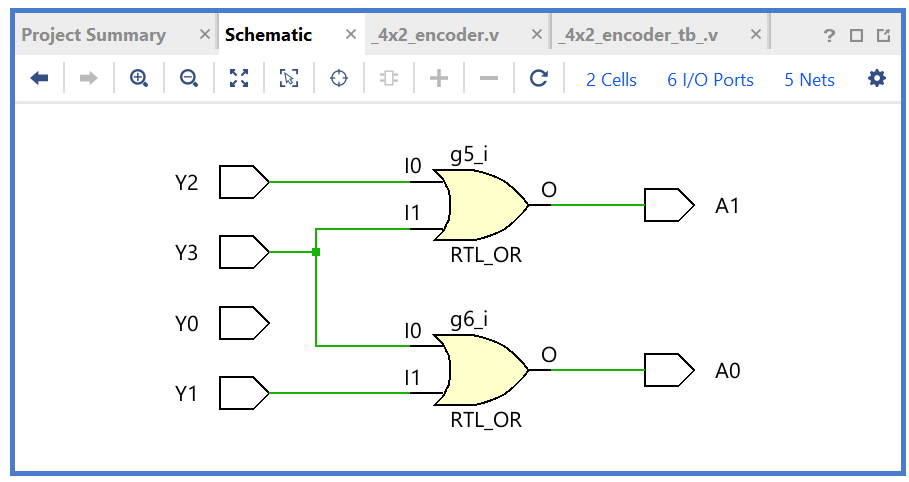 Project Summary × Schematic × _4x2_encoder.v × _4x2_encoder_tb_.v × ?
2 Cells 6 I/O Ports 5 Nets
g5_i
Y2 I0
O A1
I1
Y3
RTL_OR
Y0
g6_i
I0
O A0
Y1 I1
RTL_OR